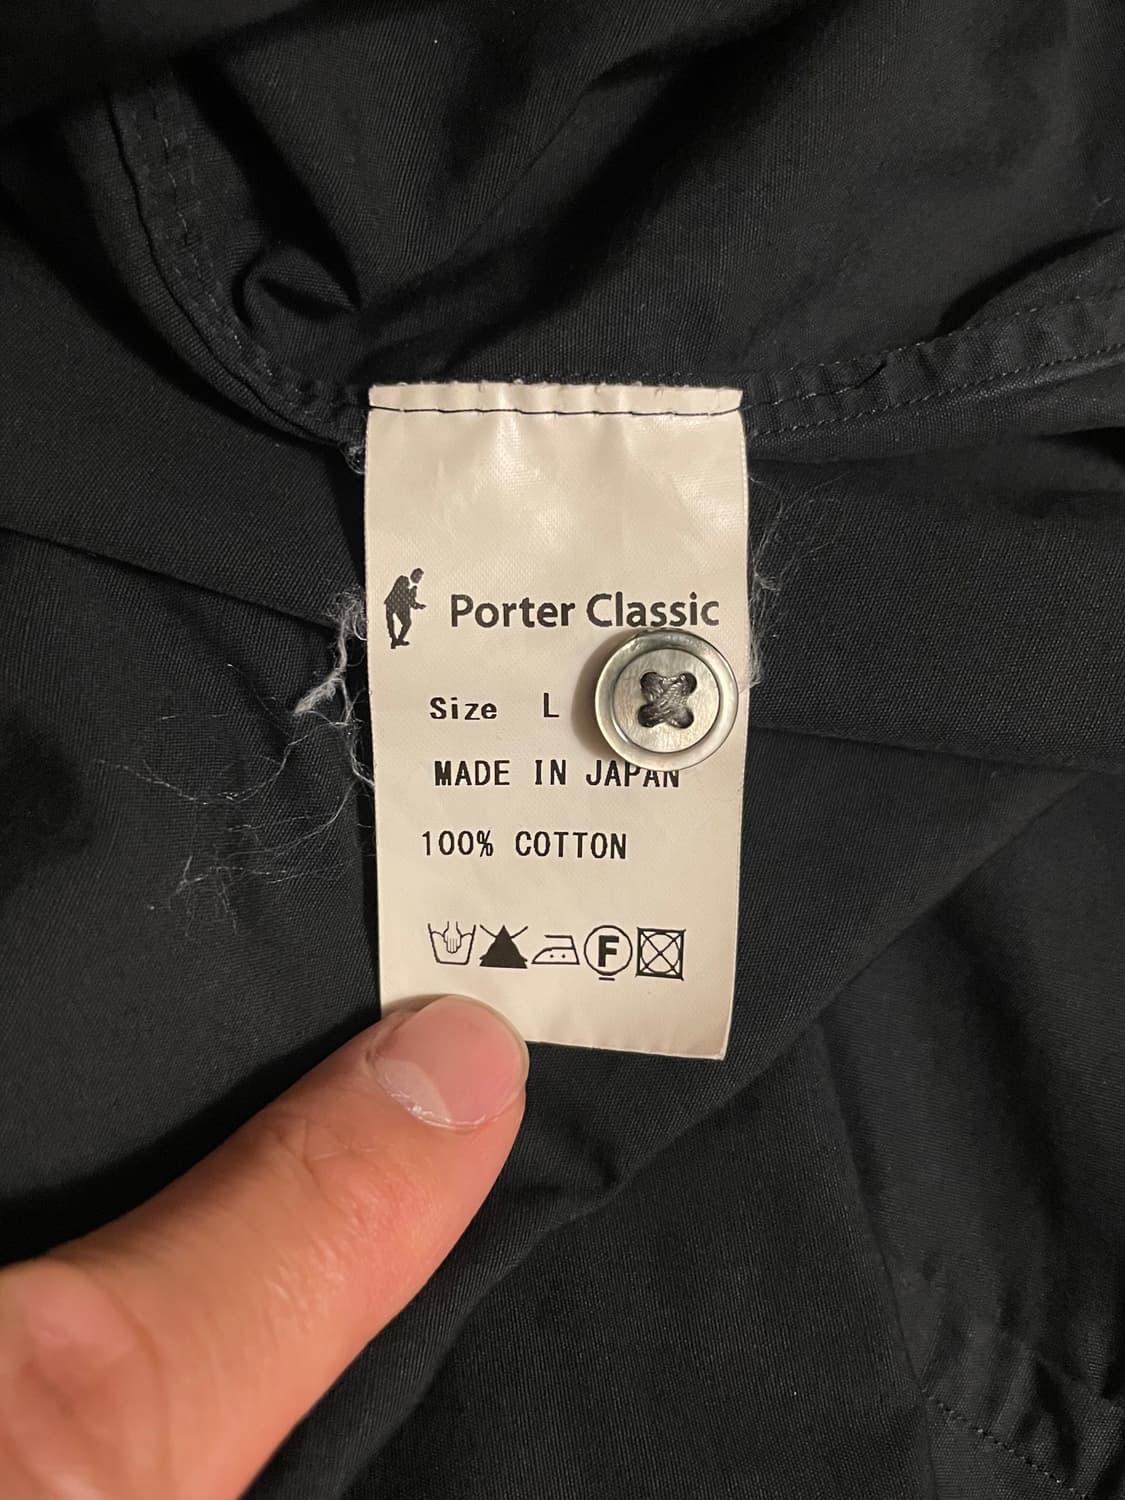 Porter Classic
Size L
MADE IN JAPAN
100% COTTON
F